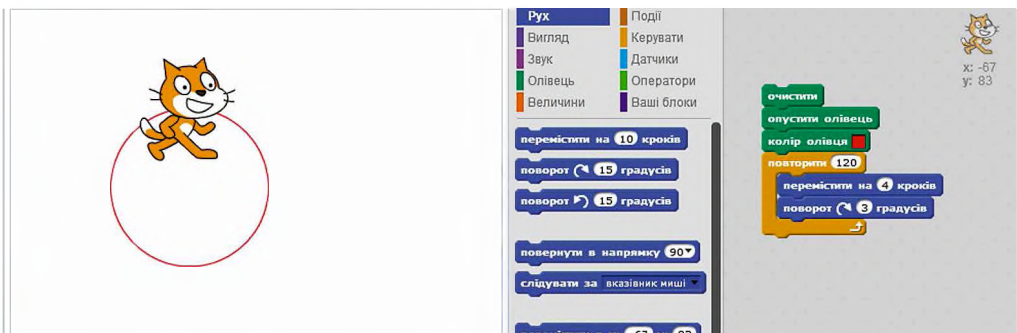 Рух
Події
Вигляд
Керувати
Звук
Датчики
Олівець
Оператори
Величини
Ваші блоки
перемістити на 10 кроків
поворот 15 градусів
поворот 15 градусів
повернути в напрямку 90
слідувати за вказівник миші
x: -67
y: 83
очистити
опустити олівець
колір олівця
повторити 120
перемістити на 4 кроків
поворот 3 градусів